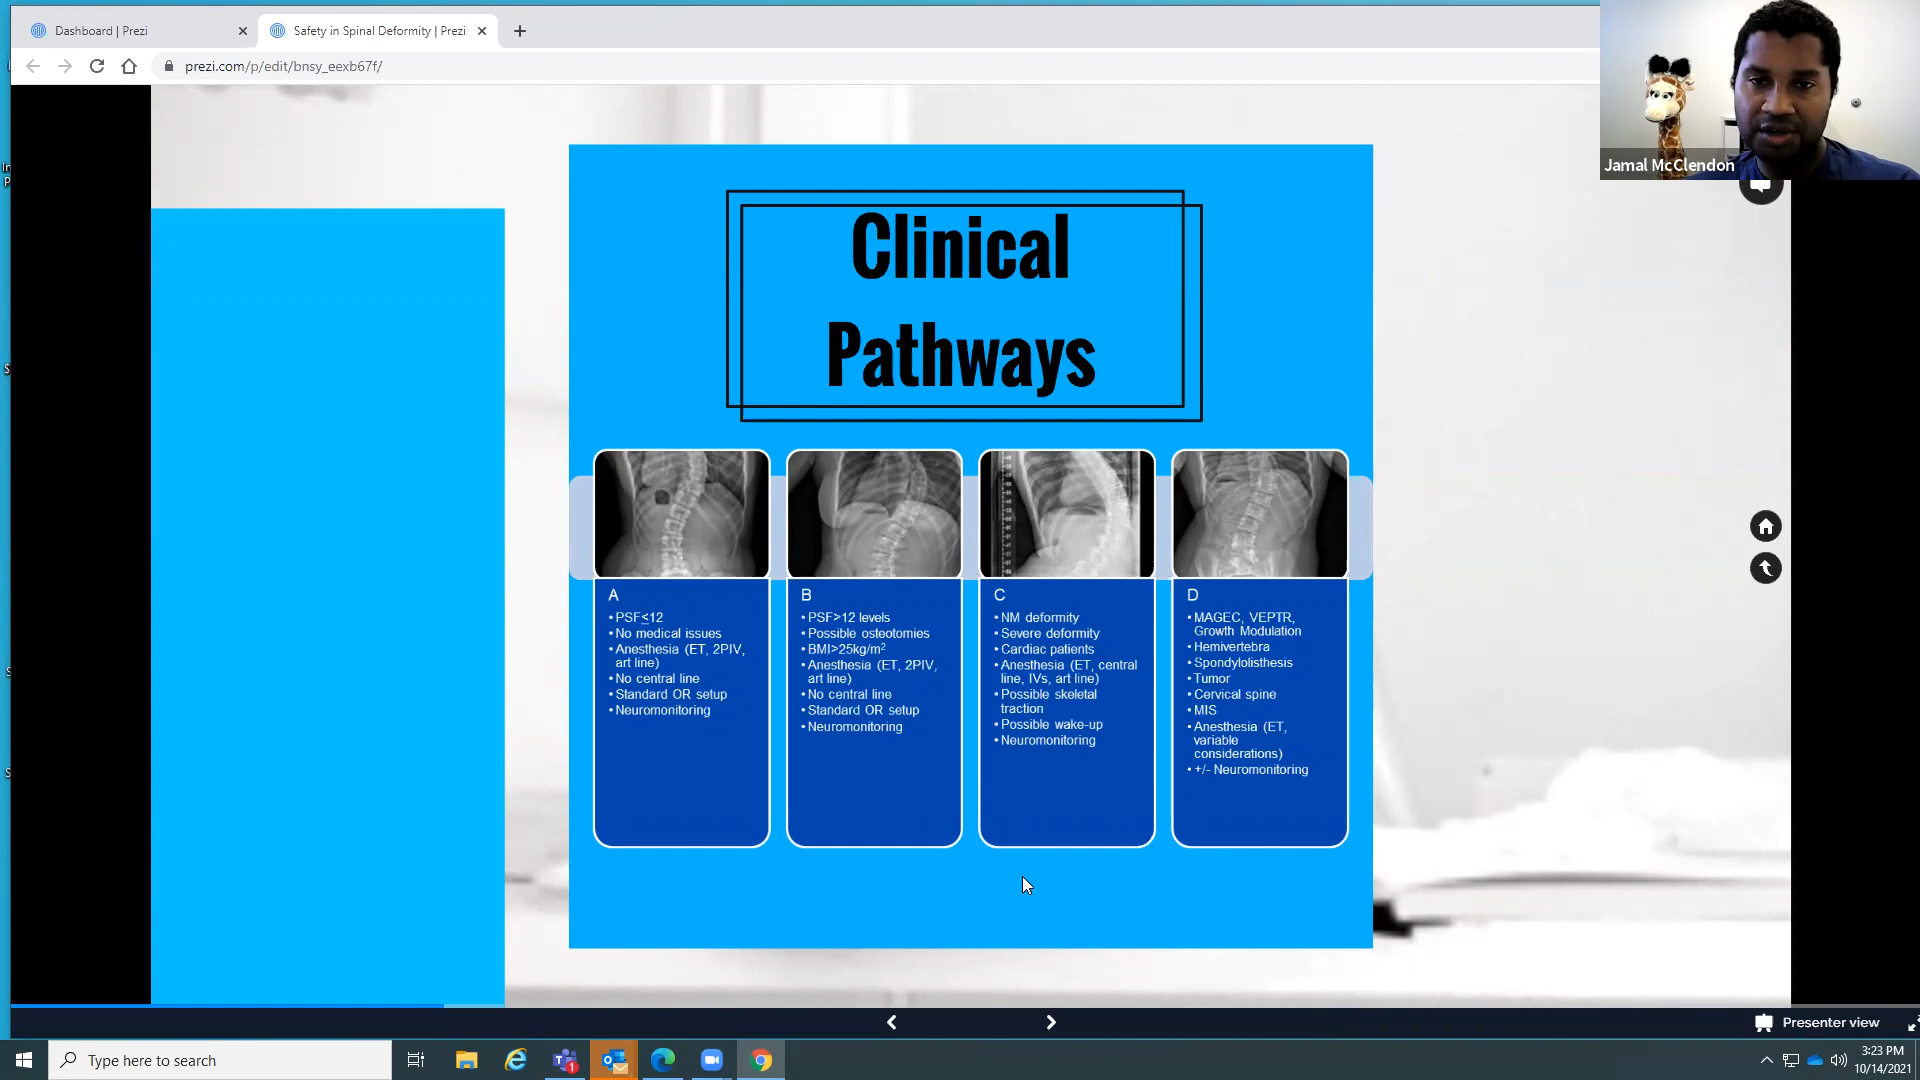 Dashboard | Prezi
Safety in Spinal Deformity | Prezi
prezi.com/p/edit/bnsy_eexb67f/
Jamal McClendon
Clinical
Pathways
A
• PSF≤12
• No medical issues
• Anesthesia (ET, 2PIV,
art line)
• No central line
• Standard OR setup
• Neuromonitoring
B
• PSF>12 levels
• Possible osteotomies
• BMI>25kg/m²
• Anesthesia (ET, 2PIV,
art line)
• No central line
• Standard OR setup
• Neuromonitoring
C
• NM deformity
• Severe deformity
• Cardiac patients
• Anesthesia (ET, central
line, IVs, art line)
• Possible skeletal
traction
• Possible wake-up
• Neuromonitoring
D
• MAGEC, VEPTR,
Growth Modulation
• Hemivertebra
• Spondylolisthesis
• Tumor
• Cervical spine
• MIS
• Anesthesia (ET,
variable
considerations)
• +/- Neuromonitoring
Presenter view
Type here to search
1
3:23 PM
10/14/2021